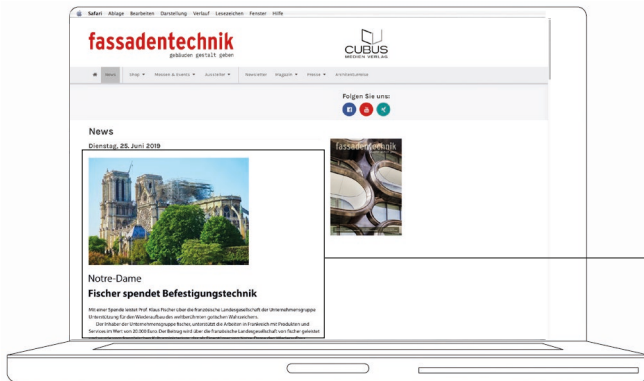 Safari Ablage Bearbeiten Darstellung Verlauf Lesezeichen Fenster Hilfe
fassadentechnik
gebäuden gestalt geben
CUBUS
MEDIEN VERLAG
News Shop Messen & Events Aussteller Newsletter Magazin Presse
Folgen Sie uns:
News
Dienstag, 25. Juni 2019
fassadentechnik
Notre-Dame
Fischer spendet Befestigungstechnik
Mit einer Spende leistet Prof. Klaus Fischer über die französische Landesgesellschaft der Unternehmensgruppe
Unterstützung für den Wiederaufbau des weltberühmten gotischen Wahrzeichens.
Der Inhaber der Unternehmensgruppe fischer, unterstützt die Arbeiten in Frankreich mit Produkten und
Services im Wert von 20.000 Euro. Der Betrag wird über die französische Landesgesellschaft von fischer geleistet